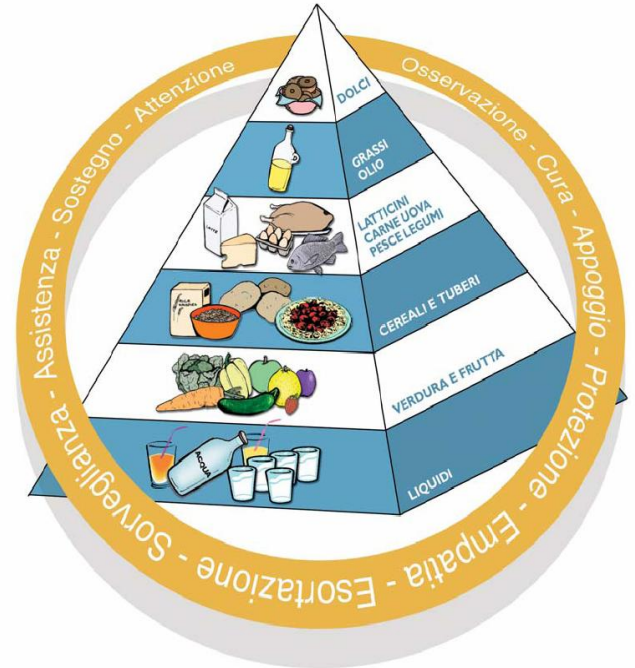 Attenzione - Sostegno - Assistenza - Sorveglianza - Esortazione - Empatia - Protezione - Appoggio - Cura - Osservazione
DOLCI
GRASSI
OLIO
LATTICINI
CARNE UOVA
PESCE LEGUMI
LATTE
CEREALI E TUBERI
VERDURA E FRUTTA
ACQUA
LIQUIDI